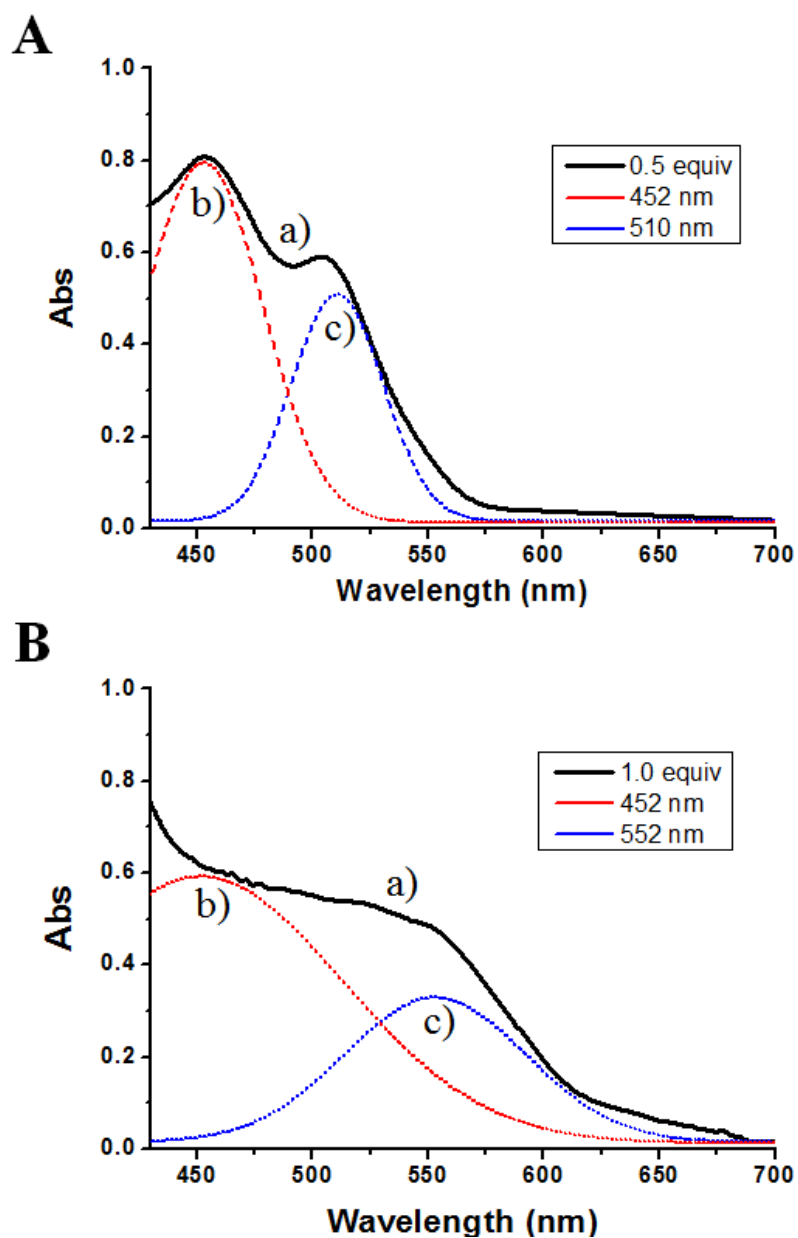 A
1.0
0.8
0.6
0.4
0.2
0.0
Abs
b)
a)
c)
0.5 equiv
452 nm
510 nm
450 500 550 600 650 700
Wavelength (nm)
B
1.0
0.8
0.6
0.4
0.2
0.0
Abs
b)
a)
c)
1.0 equiv
452 nm
552 nm
450 500 550 600 650 700
Wavelength (nm)